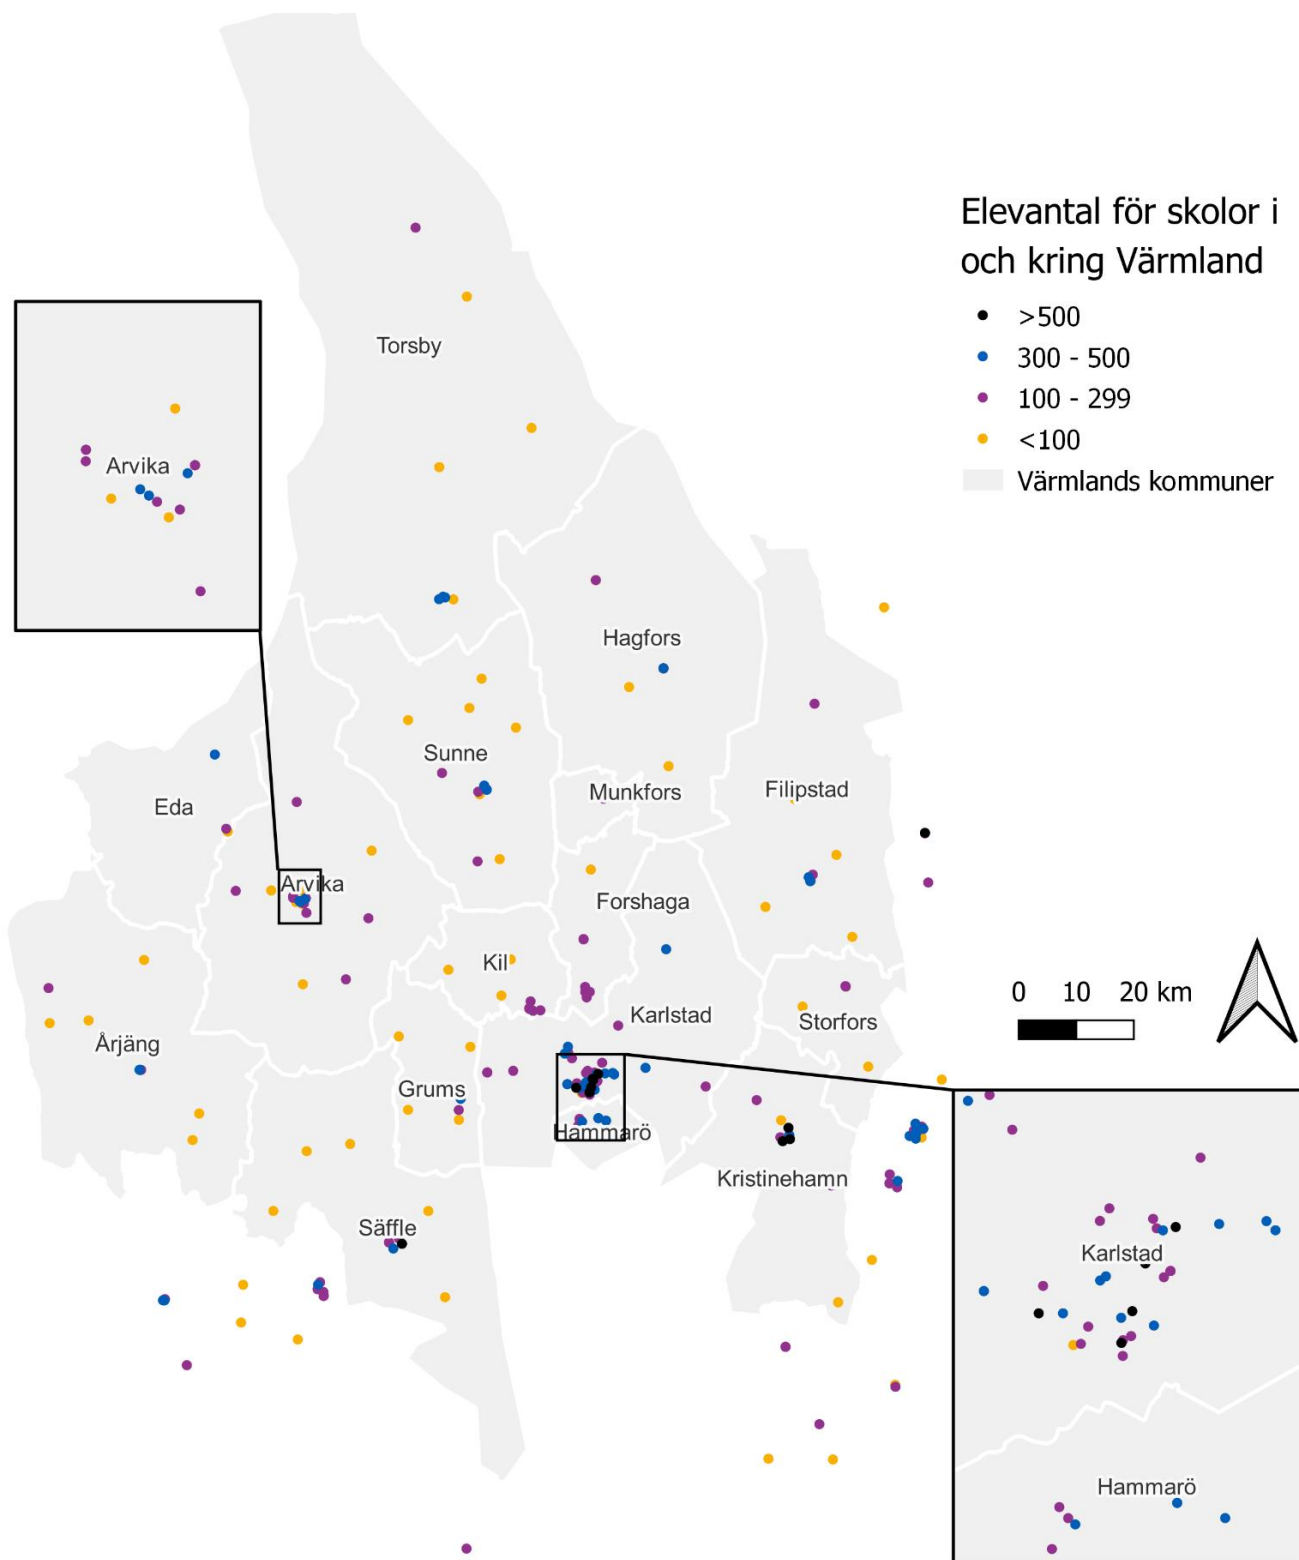 Elevantal för skolor i
och kring Värmland
>500
300 - 500
100 - 299
<100
Värmlands kommuner
Torsby
Arvika
Hagfors
Sunne
Eda
Munkfors
Filipstad
Arvika
Forshaga
Kil
Karlstad
Storfors
0 10 20 km
Årjäng
Grums
Hammarö
Kristinehamn
Säffle
Karlstad
Hammarö